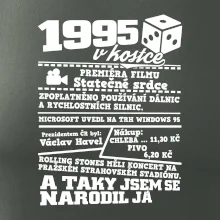 1995
v kostce
PREMIÉRA FILMU
Statečné srdce
ZPOPLATNĚNO POUŽÍVÁNÍ DÁLNIC
A RYCHLOSTNÍCH SILNIC.
MICROSOFT UVEDL NA TRH WINDOWS 95
Prezidentem ČR byl:
Václav Havel
Nákup:
CHLEBA ... 11,30 KČ
PIVO
6,20 KČ
ROLLING STONES MĚLI KONCERT NA
PRAŽSKÉM STRAHOVSKÉM STADIÓNU.
A TAKY JSEM SE
NARODIL JÁ